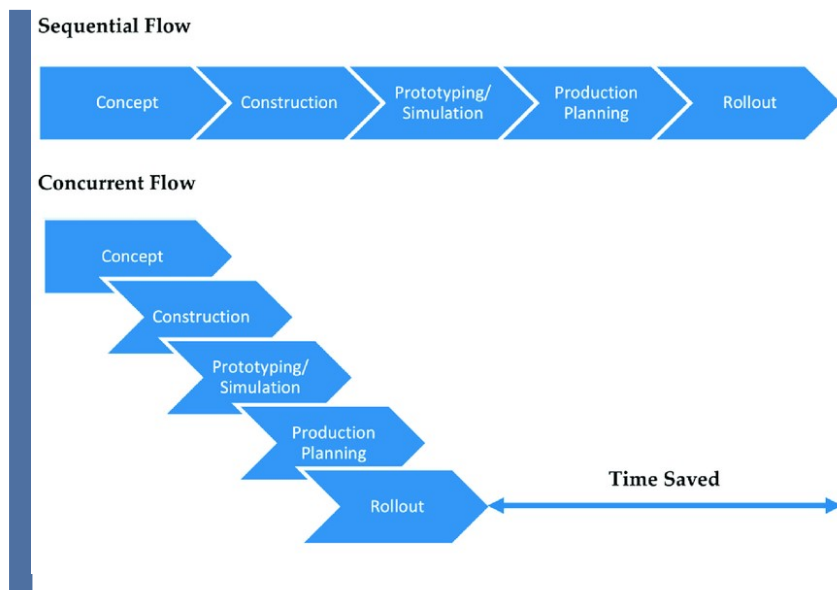 Sequential Flow
Concept
Construction
Prototyping/
Simulation
Production
Planning
Rollout
Concurrent Flow
Concept
Construction
Prototyping/
Simulation
Production
Planning
Rollout
Time Saved